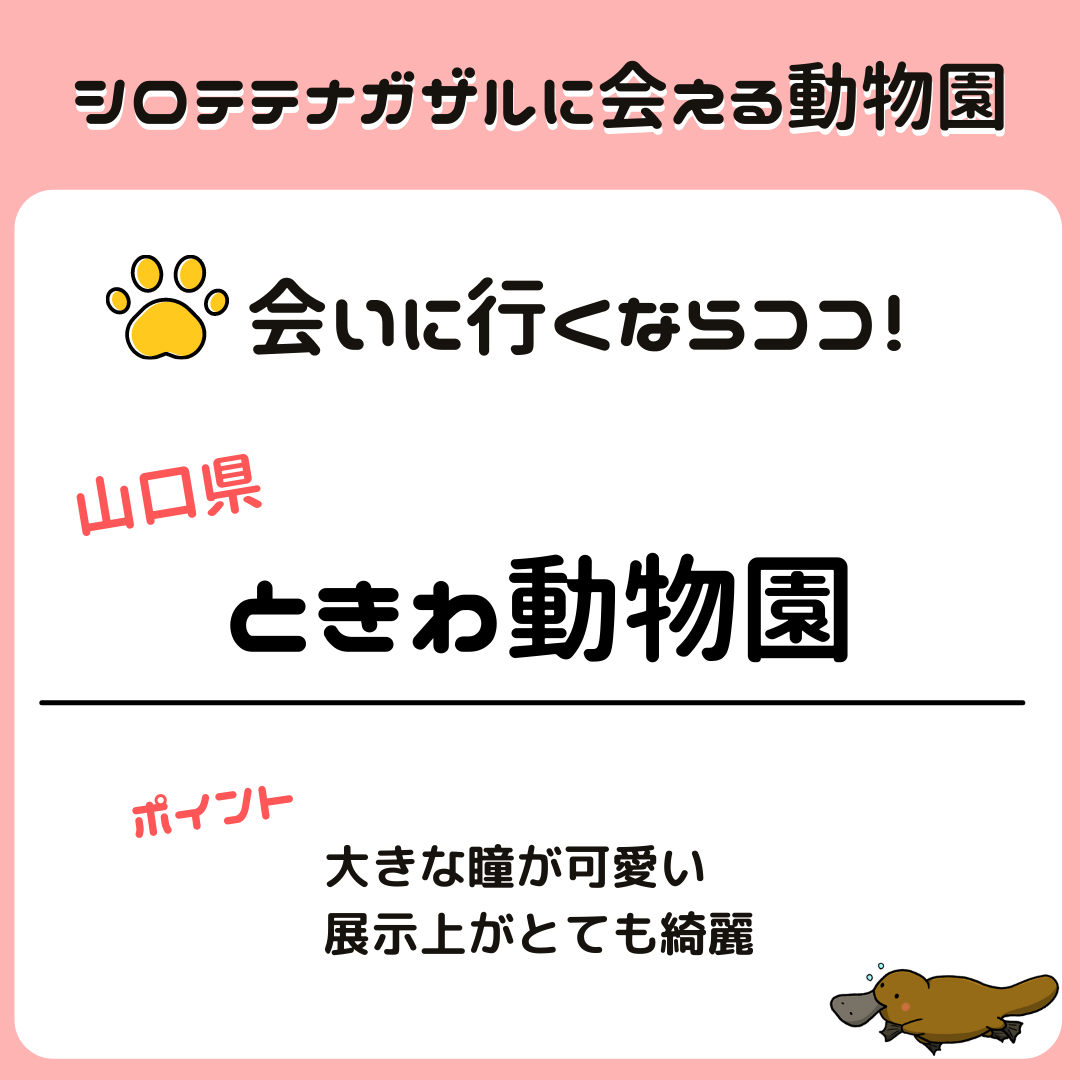 シロテテナガザルに会える動物園
会いに行くならココ!
山口県
ときわ動物園
ポイント
大きな瞳が可愛い
展示上がとても綺麗